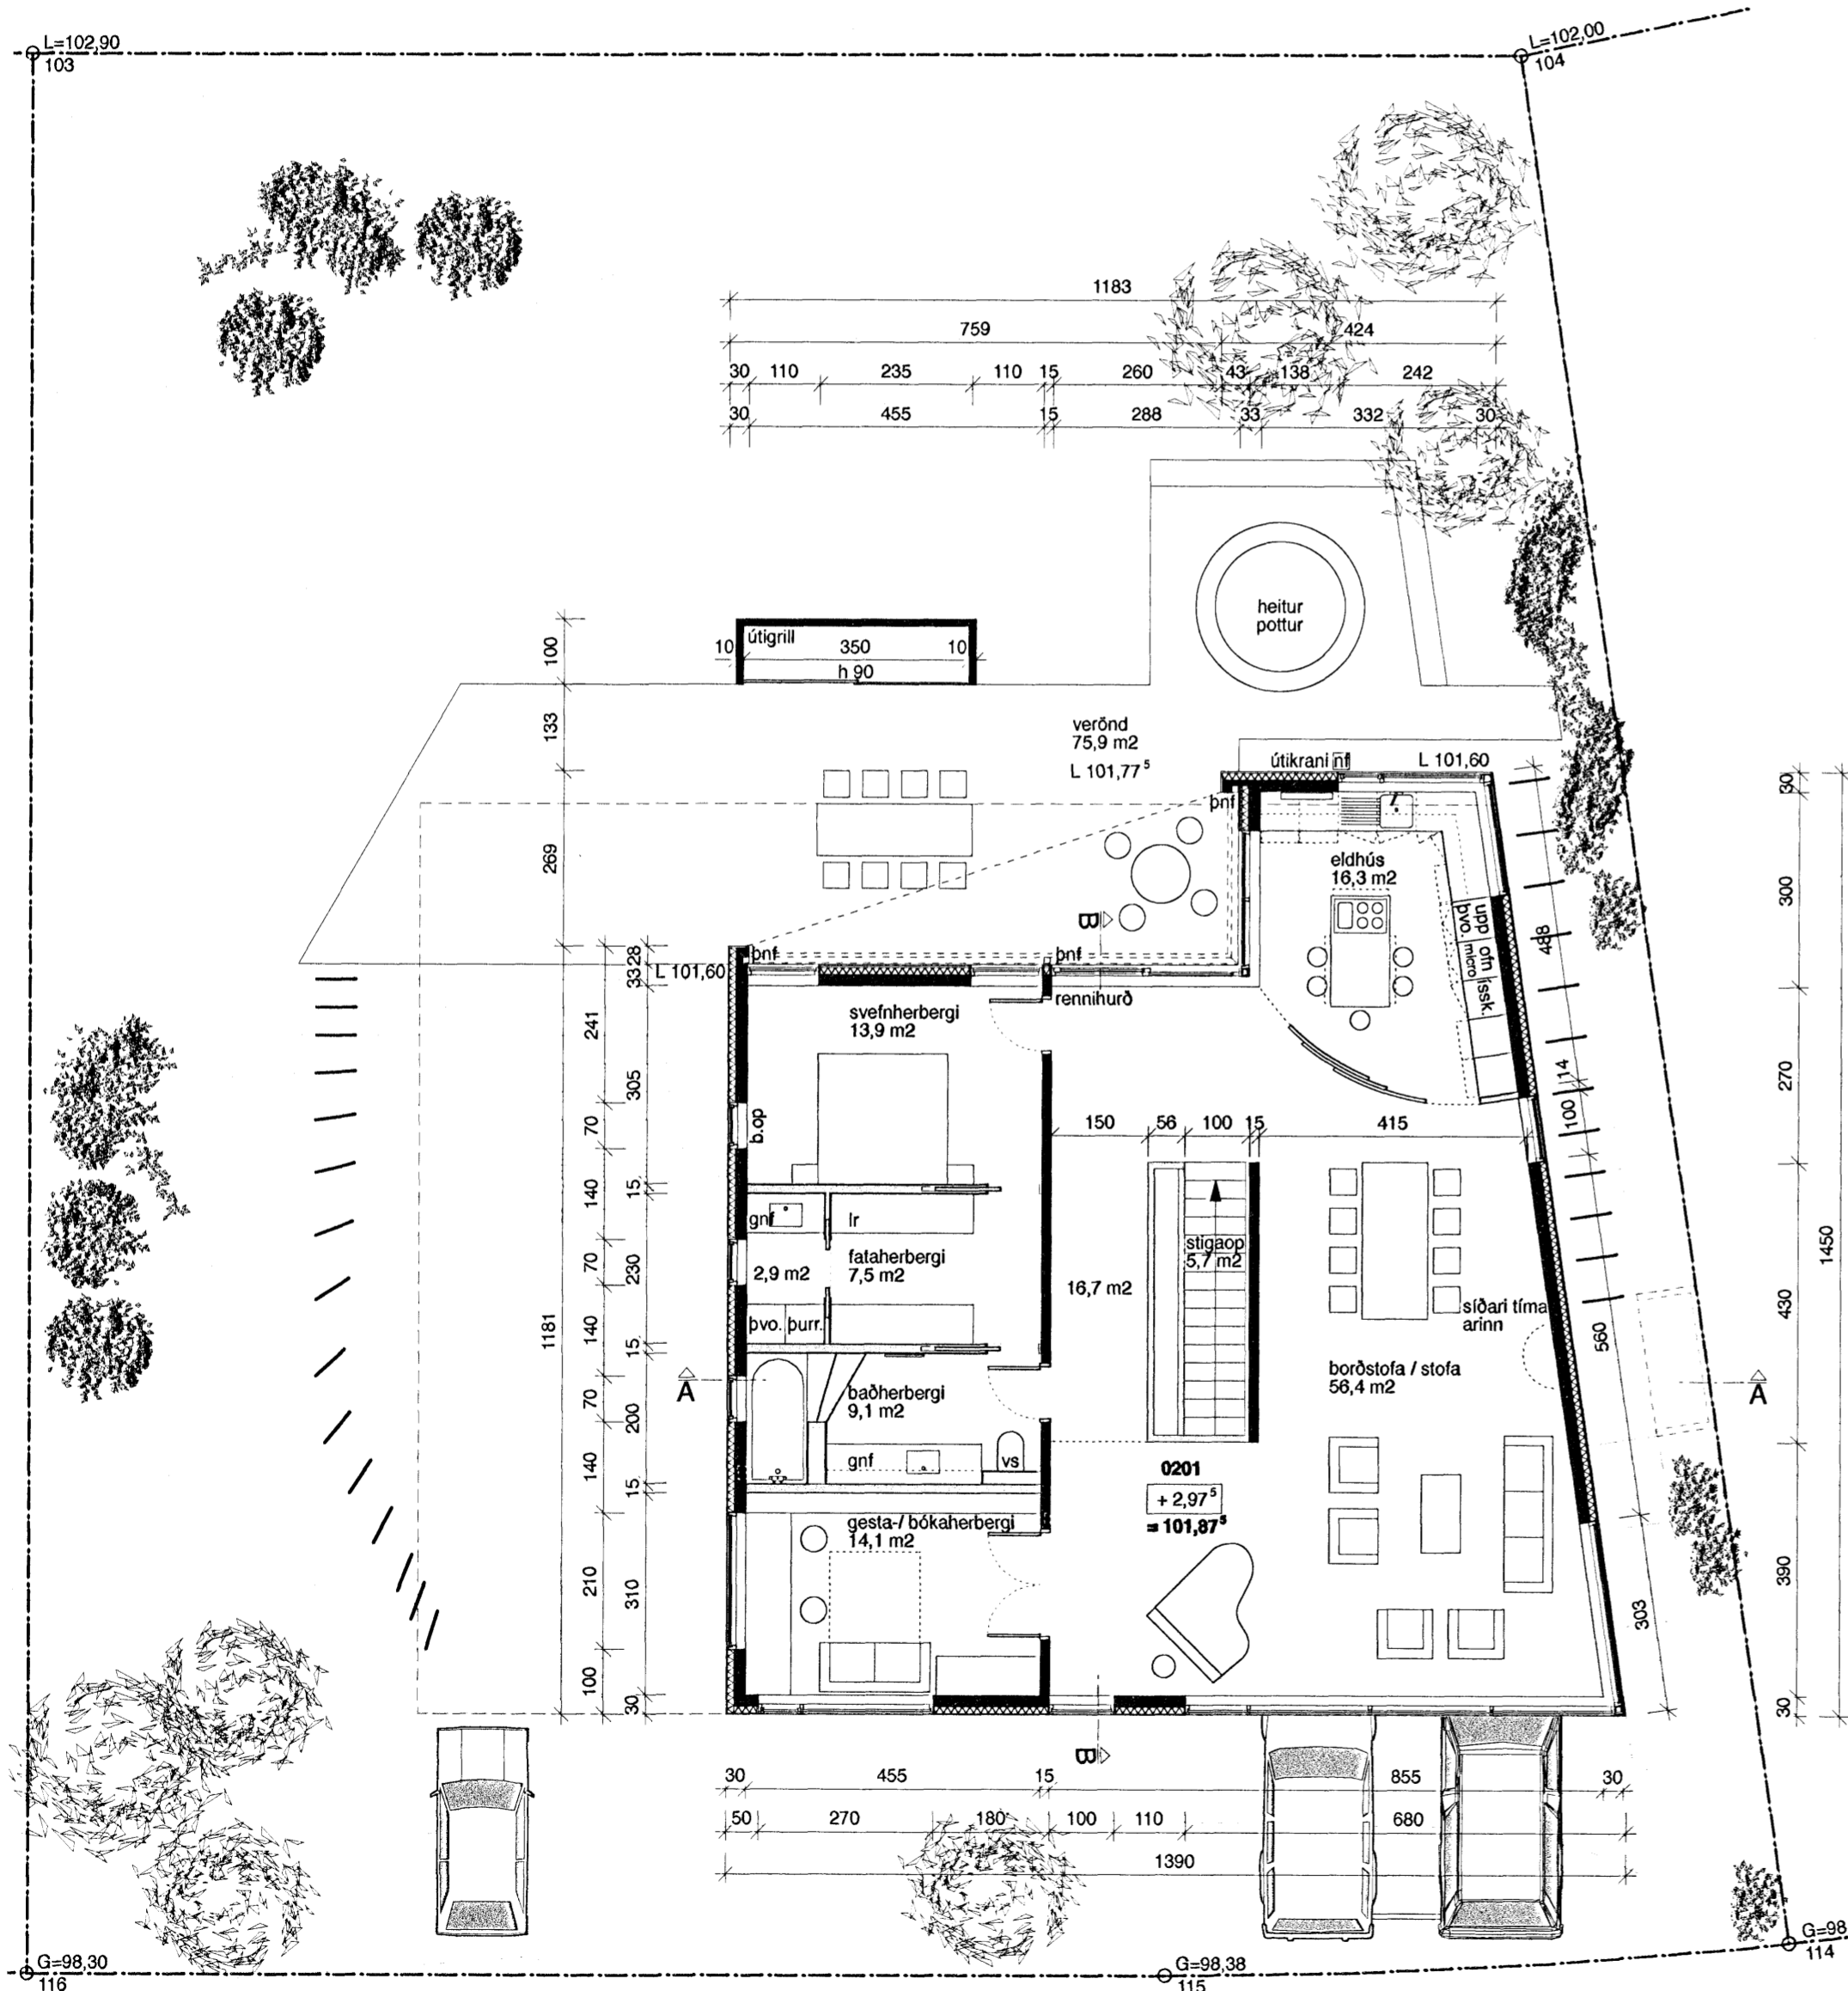 L=102,90
103
L=102,00
104
1183
759
424
30
110
235
110
15
260
43
138
242
30
455
15
288
33
332
30
heitur
pottur
útigrill
10
350
10
h 90
100
133
269
verönd
75,9 m2
L 101,77⁵
útikrani nf
L 101,60
þnf
eldhús
16,3 m2
upp
þvo.
ofn
micro
íssk.
B
þnf
þnf
L 101,60
rennihurð
svefnherbergi
13,9 m2
b.op
28
33
241
305
70
140
15
70
230
140
15
70
200
140
15
210
310
100
30
1181
150
56
100
15
415
gnf
ír
fataherbergi
7,5 m2
2,9 m2
þvo.
þurr.
stigaop
5,7 m2
16,7 m2
síðari tíma
arinn
borðstofa / stofa
56,4 m2
A
A
baðherbergi
9,1 m2
gnf
vs
0201
+ 2,97⁵
= 101,87⁵
gesta-/ bókaherbergi
14,1 m2
488
14
100
560
303
30
300
270
430
390
30
1450
B
30
455
15
855
30
50
270
180
100
110
680
1390
G=98,30
116
G=98,38
115
G=98
114